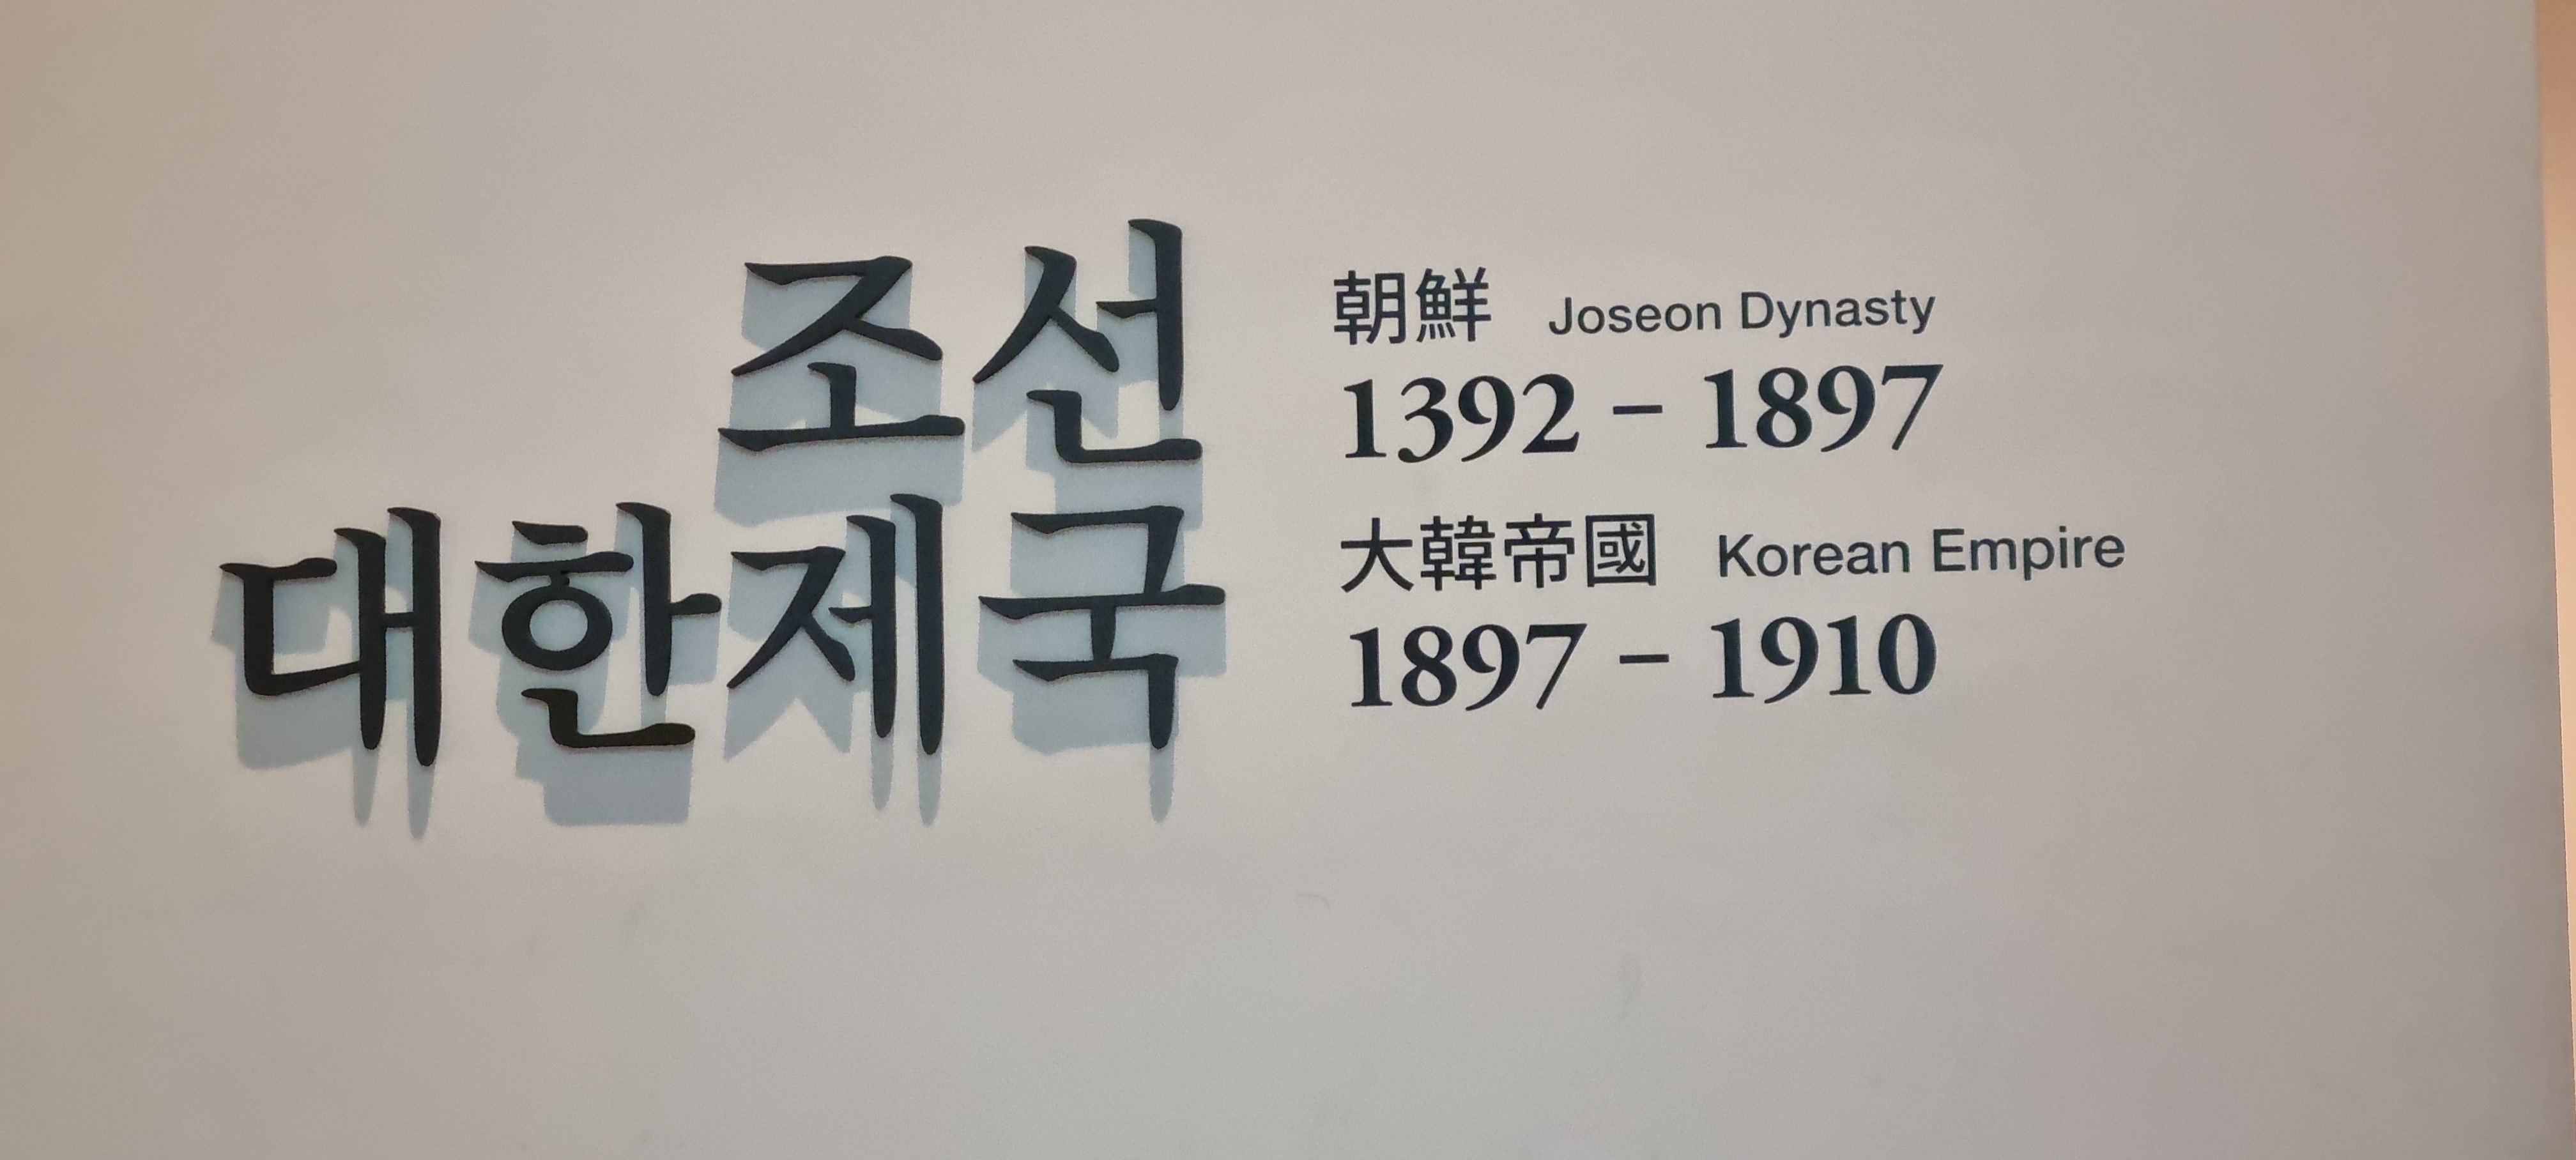 조선
대한제국
朝鮮 Joseon Dynasty
1392 – 1897
大韓帝國 Korean Empire
1897 – 1910